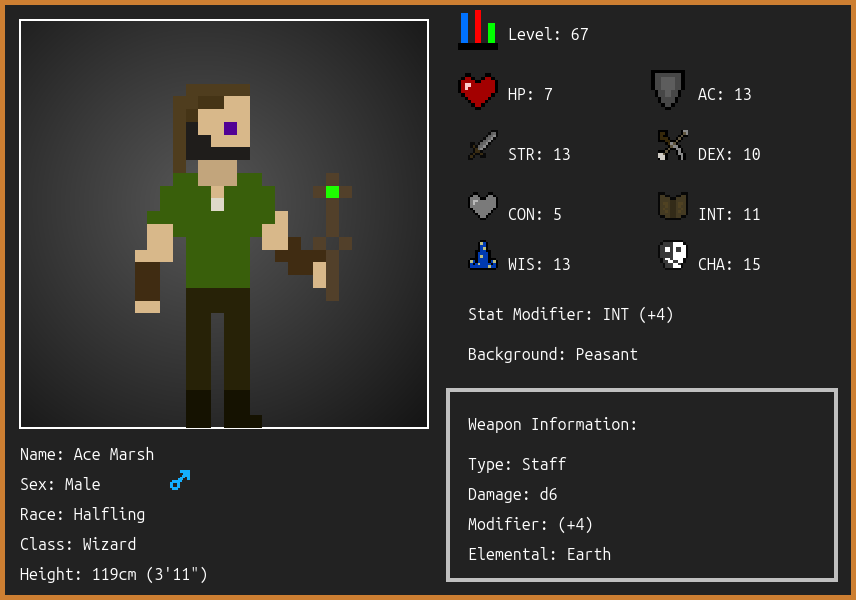 Level: 67
HP: 7
AC: 13
STR: 13
DEX: 10
CON: 5
INT: 11
WIS: 13
CHA: 15
Stat Modifier: INT (+4)
Background: Peasant
Weapon Information:
Type: Staff
Damage: d6
Modifier: (+4)
Elemental: Earth
Name: Ace Marsh
Sex: Male
Race: Halfling
Class: Wizard
Height: 119cm (3'11")